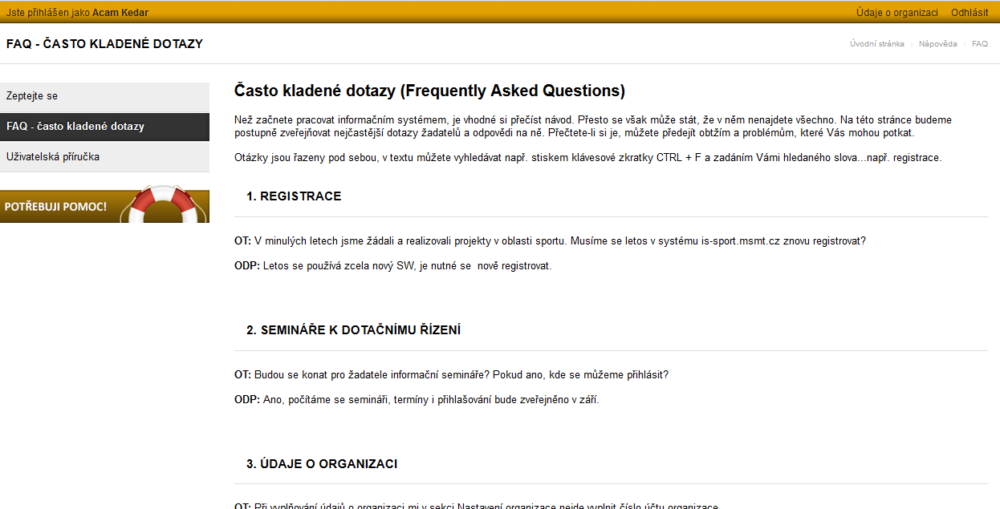 Jste přihlášen jako Acam Kedar
Údaje o organizaci Odhlásit
FAQ - ČASTO KLADENÉ DOTAZY
Úvodní stránka Nápověda FAQ
Zeptejte se
FAQ - často kladené dotazy
Uživatelská příručka
POTŘEBUJI POMOC!
Často kladené dotazy (Frequently Asked Questions)
Než začnete pracovat informačním systémem, je vhodné si přečíst návod. Přesto se však může stát, že v něm nenajdete všechno. Na této stránce budeme
postupně zveřejňovat nejčastější dotazy žadatelů a odpovědi na ně. Přečtete-li si je, můžete předejít obtížím a problémům, které Vás mohou potkat.
Otázky jsou řazeny pod sebou, v textu můžete vyhledávat např. stiskem klávesové zkratky CTRL + F a zadáním Vámi hledaného slova...např. registrace.
1. REGISTRACE
OT: V minulých letech jsme žádali a realizovali projekty v oblasti sportu. Musíme se letos v systému is-sport.msmt.cz znovu registrovat?
ODP: Letos se používá zcela nový SW, je nutné se nově registrovat.
2. SEMINÁŘE K DOTAČNÍMU ŘÍZENÍ
OT: Budou se konat pro žadatele informační semináře? Pokud ano, kde se můžeme přihlásit?
ODP: Ano, počítáme se semináři, termíny i přihlašování bude zveřejněno v září.
3. ÚDAJE O ORGANIZACI
OT: Při vyplňování údajů o organizaci mi v sekci Nastavení organizace nejde vyplnit číslo účtu organizace.